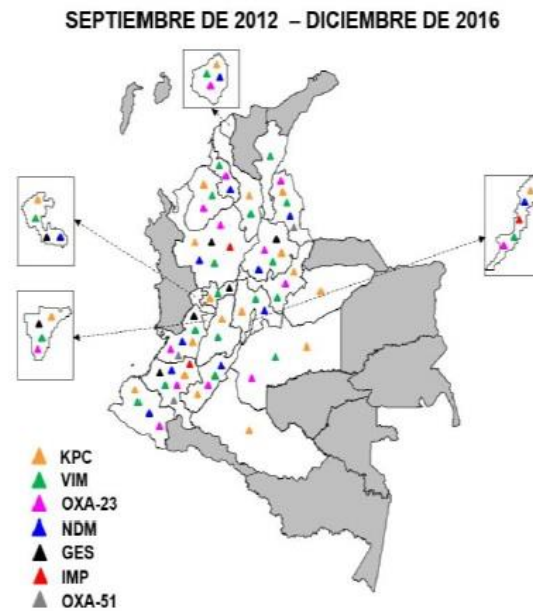 SEPTIEMBRE DE 2012 – DICIEMBRE DE 2016
KPC
VIM
OXA-23
NDM
GES
IMP
OXA-51